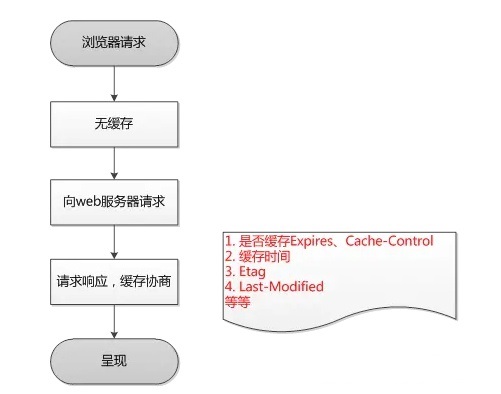 浏览器请求
无缓存
向web服务器请求
请求响应，缓存协商
呈现
1. 是否缓存Expires、Cache-Control
2. 缓存时间
3. Etag
4. Last-Modified
等等